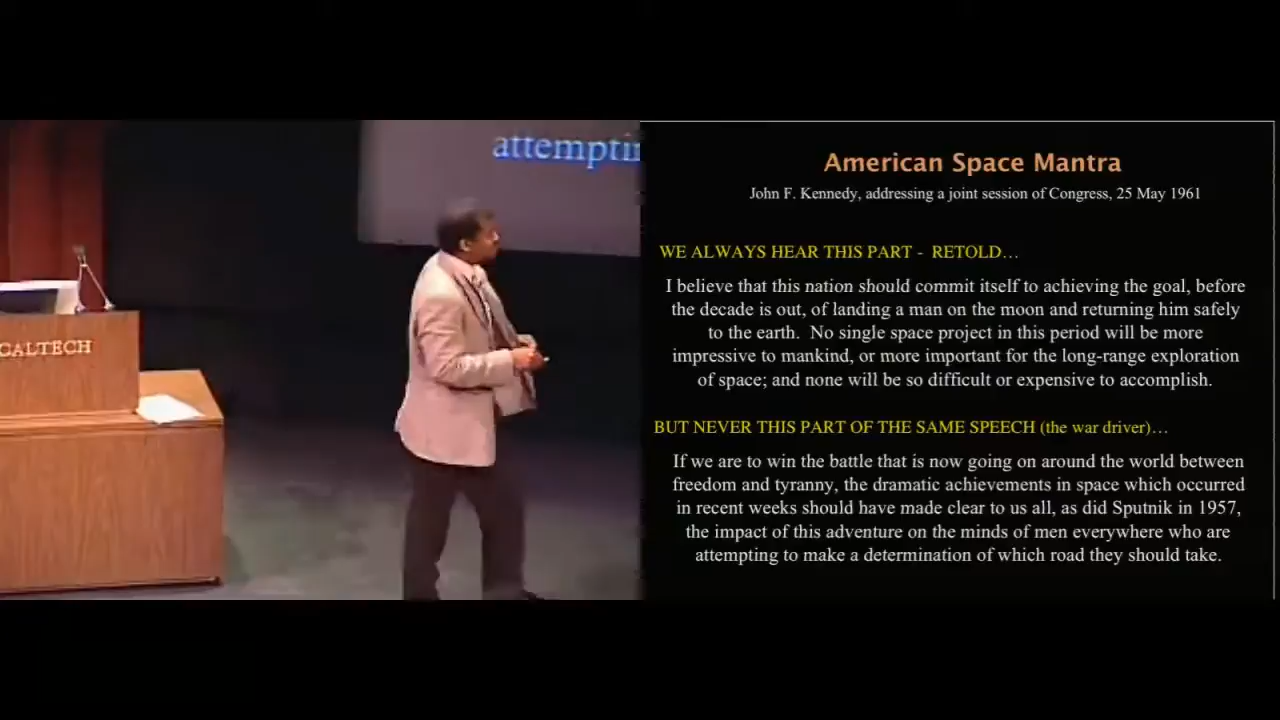 attempti
CALTECH
American Space Mantra
John F. Kennedy, addressing a joint session of Congress, 25 May 1961
WE ALWAYS HEAR THIS PART - RETOLD…
I believe that this nation should commit itself to achieving the goal, before
the decade is out, of landing a man on the moon and returning him safely
to the earth. No single space project in this period will be more
impressive to mankind, or more important for the long-range exploration
of space; and none will be so difficult or expensive to accomplish.
BUT NEVER THIS PART OF THE SAME SPEECH (the war driver)…
If we are to win the battle that is now going on around the world between
freedom and tyranny, the dramatic achievements in space which occurred
in recent weeks should have made clear to us all, as did Sputnik in 1957,
the impact of this adventure on the minds of men everywhere who are
attempting to make a determination of which road they should take.